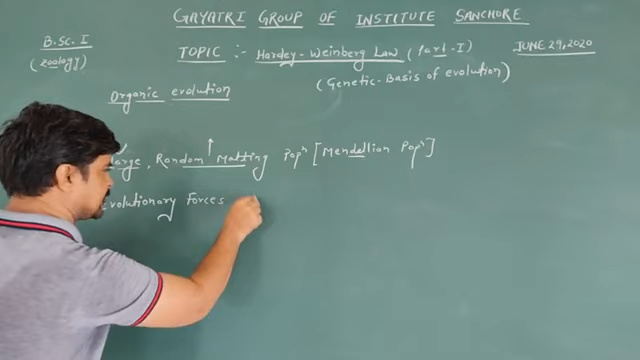 GAYATRI GROUP OF INSTITUTE SANCHORE
B.Sc. I
(Zoology)
TOPIC :- Hardey-Weinberg Law (Part-I)
JUNE 29, 2020
(Genetic-Basis of evolution)
Organic evolution
large, Random Matting Popn [Mendellian Popn]
Evolutionary Forces